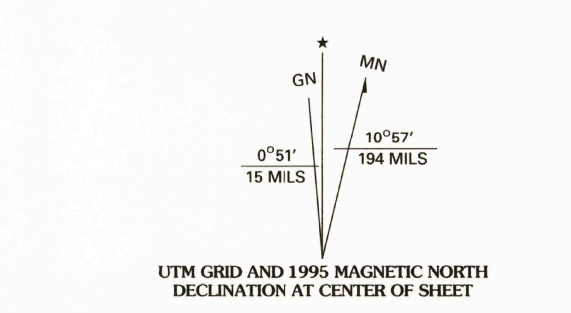 GN
MN
0°51'
15 MILS
10°57'
194 MILS
UTM GRID AND 1995 MAGNETIC NORTH
DECLINATION AT CENTER OF SHEET